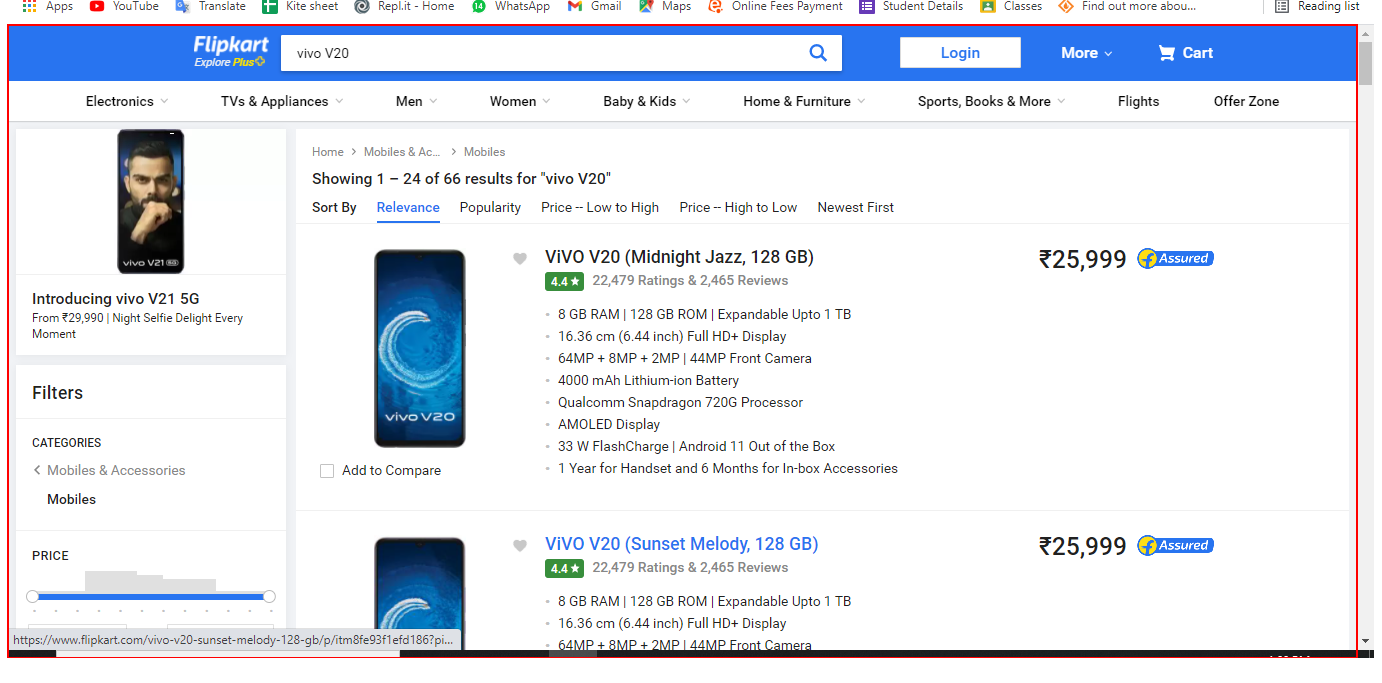 Apps YouTube Translate Kite sheet Repl.it - Home 14 WhatsApp Gmail Maps Online Fees Payment Student Details Classes Find out more abou... Reading list
Flipkart
Explore Plus
vivo V20
Login
More
Cart
Electronics TVs & Appliances Men Women Baby & Kids Home & Furniture Sports, Books & More Flights Offer Zone
vivo V21 5G
Introducing vivo V21 5G
From ₹29,990 | Night Selfie Delight Every
Moment
Filters
CATEGORIES
Mobiles & Accessories
Mobiles
PRICE
Home Mobiles & Ac... Mobiles
Showing 1 – 24 of 66 results for "vivo V20"
Sort By Relevance Popularity Price -- Low to High Price -- High to Low Newest First
vivo V20
Add to Compare
ViVO V20 (Midnight Jazz, 128 GB)
4.4 ★ 22,479 Ratings & 2,465 Reviews
8 GB RAM | 128 GB ROM | Expandable Upto 1 TB
16.36 cm (6.44 inch) Full HD+ Display
64MP + 8MP + 2MP | 44MP Front Camera
4000 mAh Lithium-ion Battery
Qualcomm Snapdragon 720G Processor
AMOLED Display
33 W FlashCharge | Android 11 Out of the Box
1 Year for Handset and 6 Months for In-box Accessories
₹25,999 Assured
ViVO V20 (Sunset Melody, 128 GB)
4.4 ★ 22,479 Ratings & 2,465 Reviews
8 GB RAM | 128 GB ROM | Expandable Upto 1 TB
16.36 cm (6.44 inch) Full HD+ Display
64MP + 8MP + 2MP | 44MP Front Camera
₹25,999 Assured
https://www.flipkart.com/vivo-v20-sunset-melody-128-gb/p/itm8fe93f1efd186?pi...